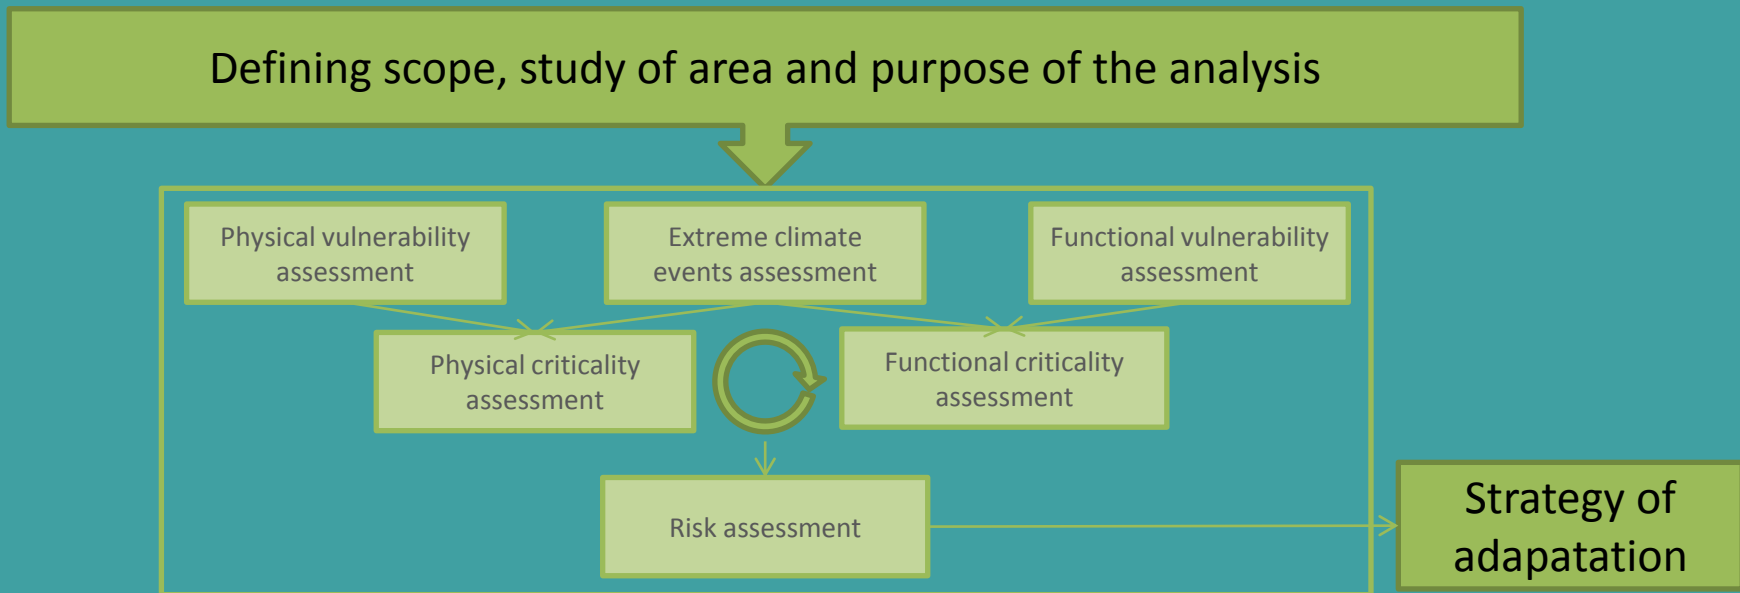 Defining scope, study of area and purpose of the analysis
Physical vulnerability
assessment
Extreme climate
events assessment
Functional vulnerability
assessment
Physical criticality
assessment
Functional criticality
assessment
Risk assessment
Strategy of
adapatation